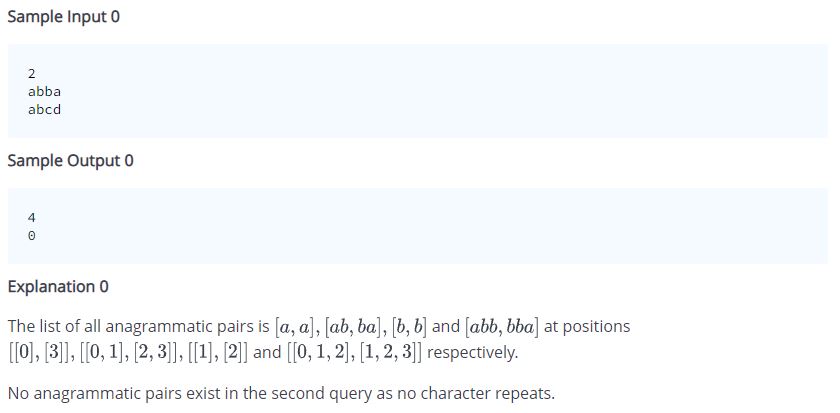 Sample Input 0
2
abba
abcd
Sample Output 0
4
0
Explanation 0
The list of all anagrammatic pairs is [a, a], [ab, ba], [b, b] and [abb, bba] at positions
[[0], [3]], [[0, 1], [2, 3]], [[1], [2]] and [[0, 1, 2], [1, 2, 3]] respectively.
No anagrammatic pairs exist in the second query as no character repeats.